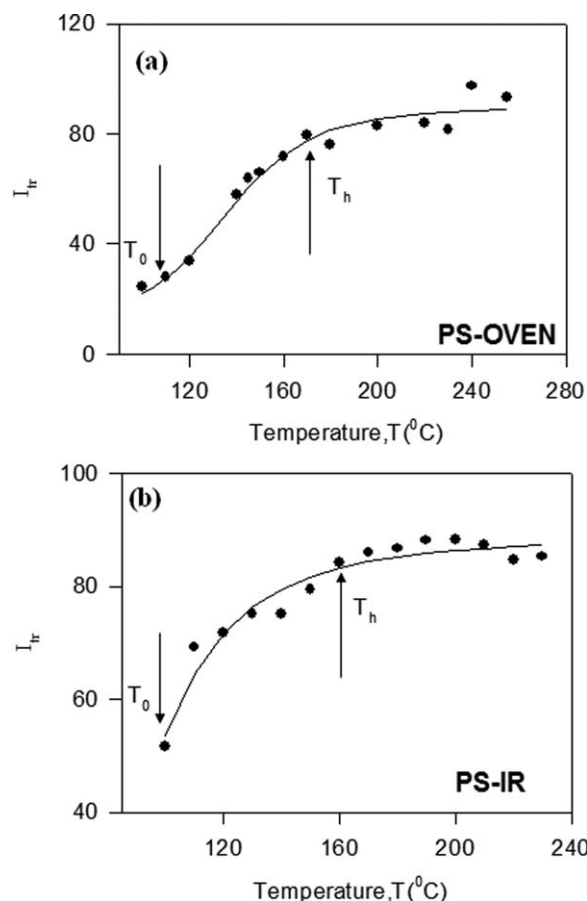 120
(a)
80
I_tr
T_h
40
T_0
PS-OVEN
0
120 160 200 240 280
Temperature,T(⁰C)
100
(b)
80
I_tr
T_h
T_0
60
PS-IR
40
120 160 200 240
Temperature,T(⁰C)